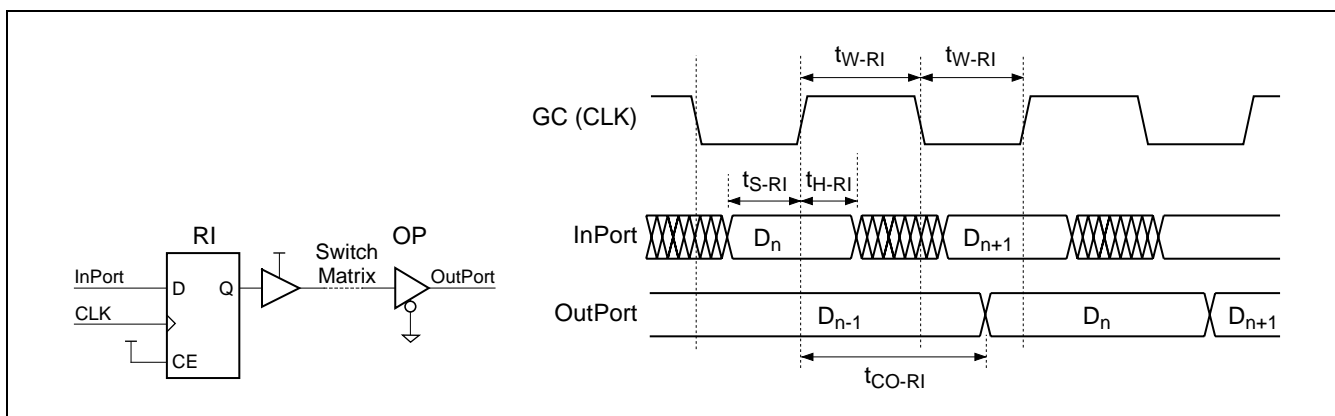 RI
OP
InPort
D
Q
Switch
Matrix
OutPort
CLK
CE
tW-RI
tW-RI
GC (CLK)
tS-RI
tH-RI
InPort
Dn
Dn+1
OutPort
Dn-1
Dn
Dn+1
tCO-RI